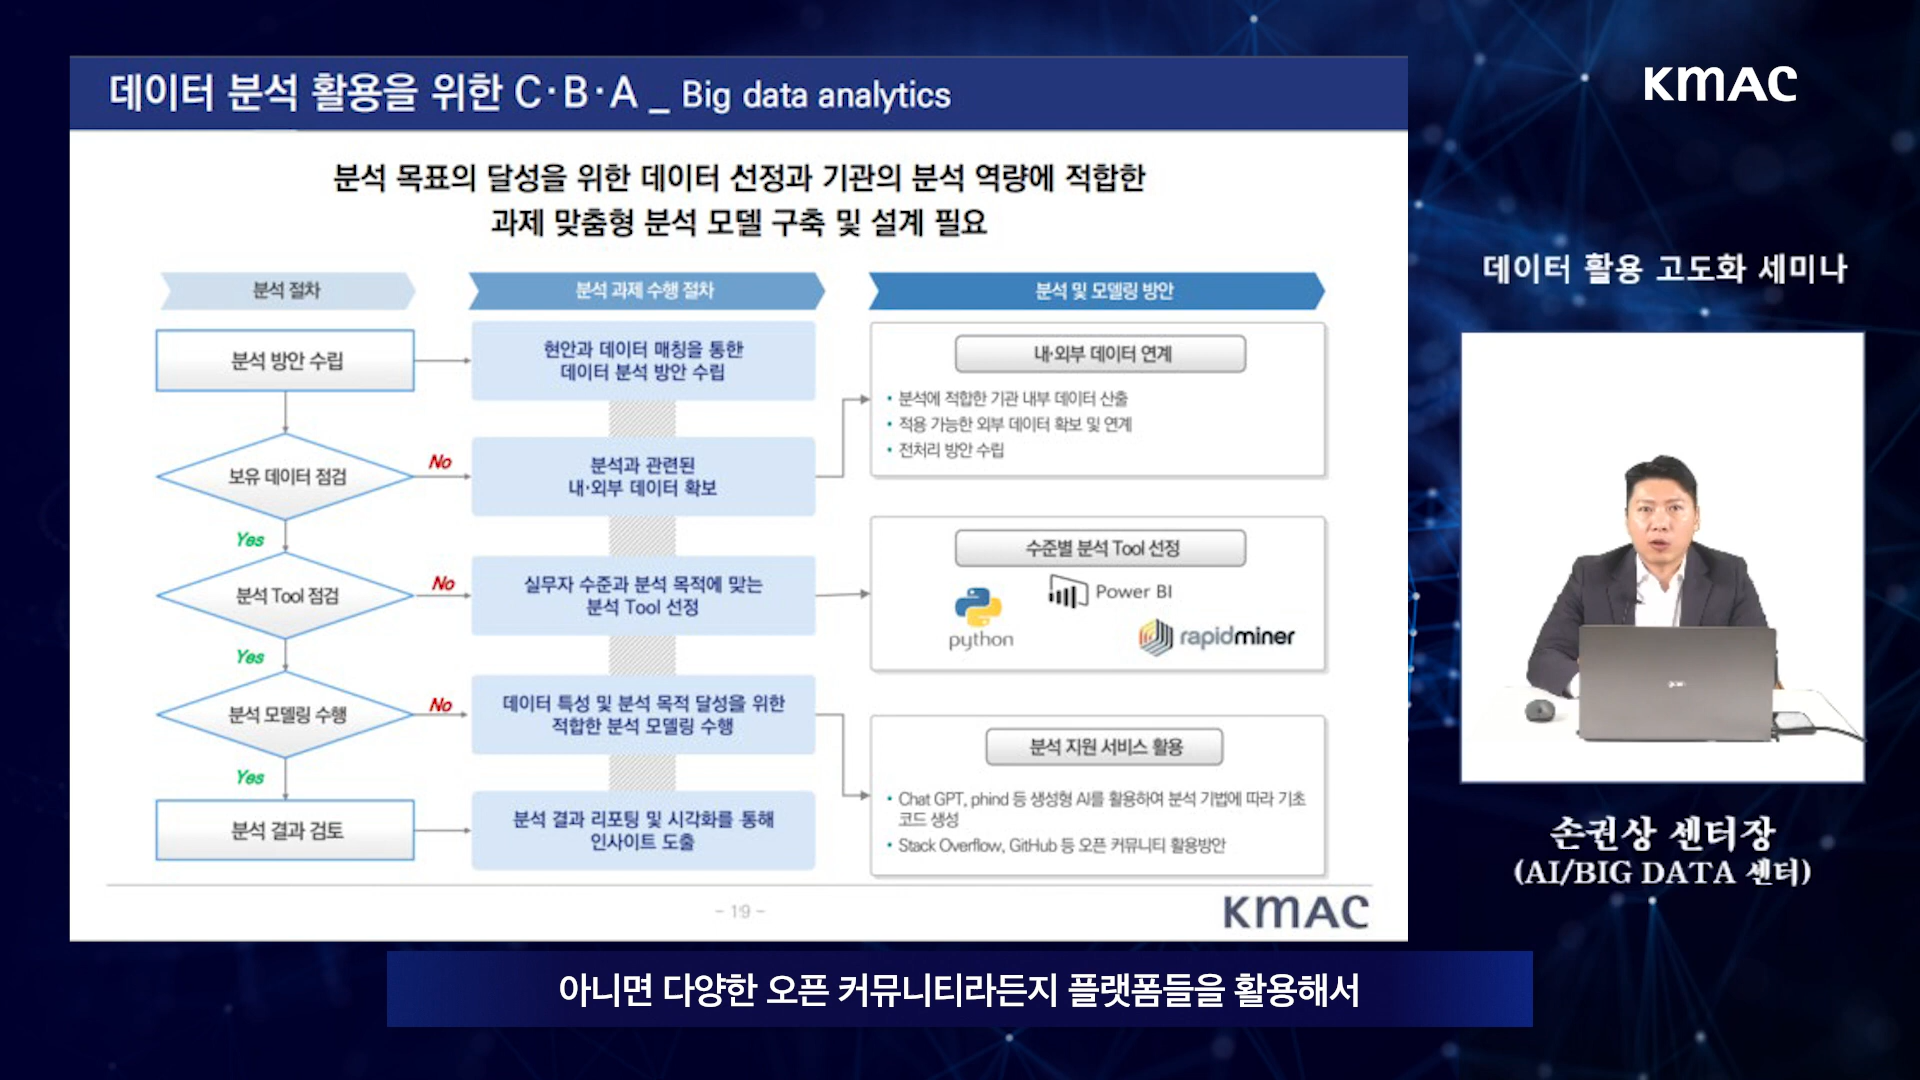 데이터 분석 활용을 위한 C·B·A _ Big data analytics
KMAC
분석 목표의 달성을 위한 데이터 선정과 기관의 분석 역량에 적합한
과제 맞춤형 분석 모델 구축 및 설계 필요
데이터 활용 고도화 세미나
분석 절차
분석 과제 수행 절차
분석 및 모델링 방안
분석 방안 수립
현안과 데이터 매칭을 통한
데이터 분석 방안 수립
내·외부 데이터 연계
• 분석에 적합한 기관 내부 데이터 산출
• 적용 가능한 외부 데이터 확보 및 연계
• 전처리 방안 수립
보유 데이터 점검
No
분석과 관련된
내·외부 데이터 확보
Yes
분석 Tool 점검
No
실무자 수준과 분석 목적에 맞는
분석 Tool 선정
수준별 분석 Tool 선정
python
Power BI
rapidminer
Yes
분석 모델링 수행
No
데이터 특성 및 분석 목적 달성을 위한
적합한 분석 모델링 수행
분석 지원 서비스 활용
• Chat GPT, phind 등 생성형 AI를 활용하여 분석 기법에 따라 기초
코드 생성
• Stack Overflow, GitHub 등 오픈 커뮤니티 활용방안
Yes
분석 결과 검토
분석 결과 리포팅 및 시각화를 통해
인사이트 도출
- 19 -
KMAC
손권상 센터장
(AI/BIG DATA 센터)
아니면 다양한 오픈 커뮤니티라든지 플랫폼들을 활용해서